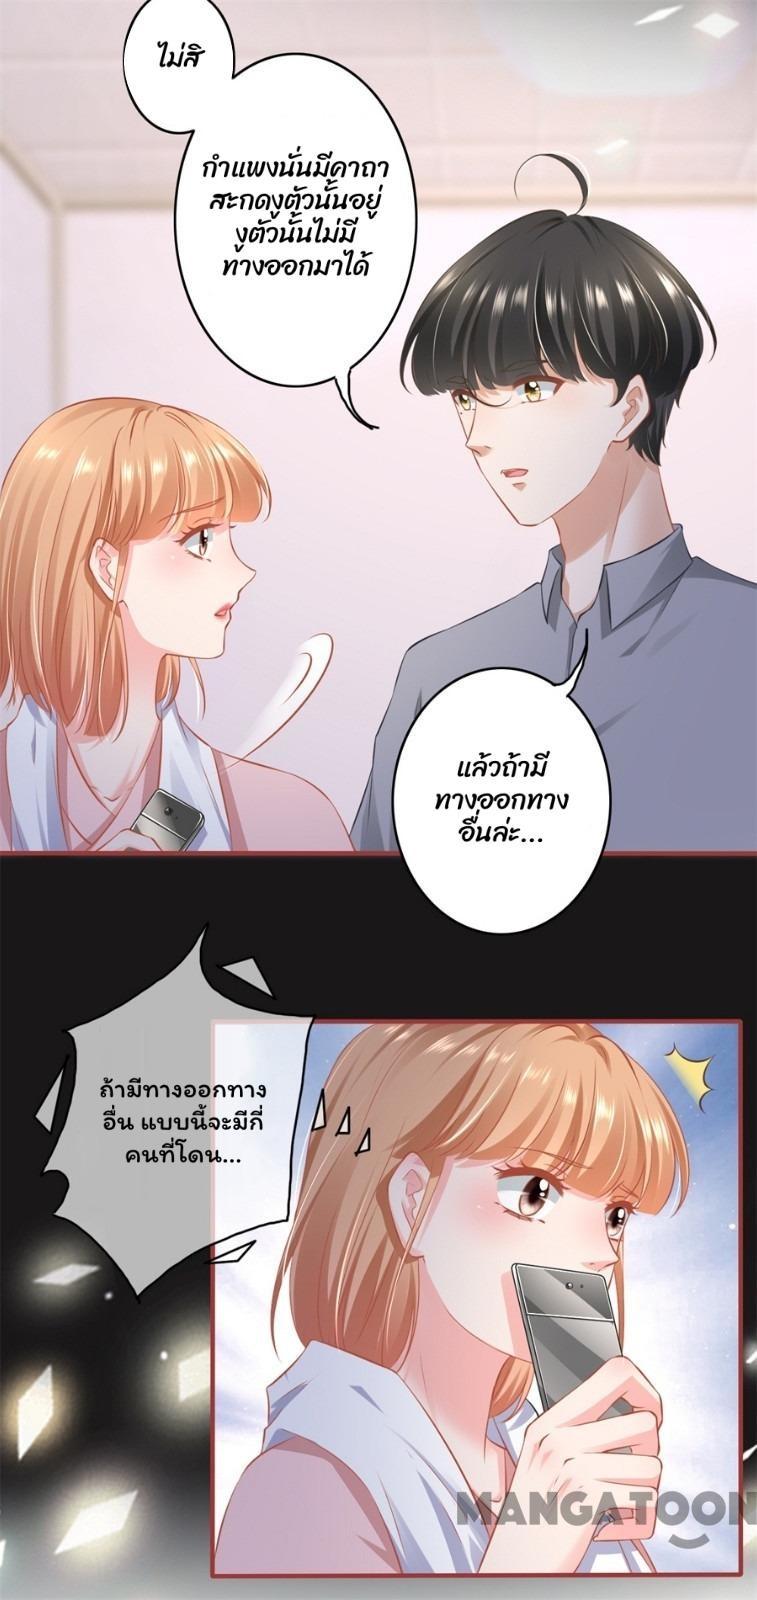 ไม่สิ
กำแพงนั่นมีคาถา
สะกดงูตัวนั้นอยู่
งูตัวนั้นไม่มี
ทางออกมาได้
แล้วถ้ามี
ทางออกทาง
อื่นล่ะ...
ถ้ามีทางออกทาง
อื่น แบบนี้จะมีกี่
คนที่โดน...
MANGATOON